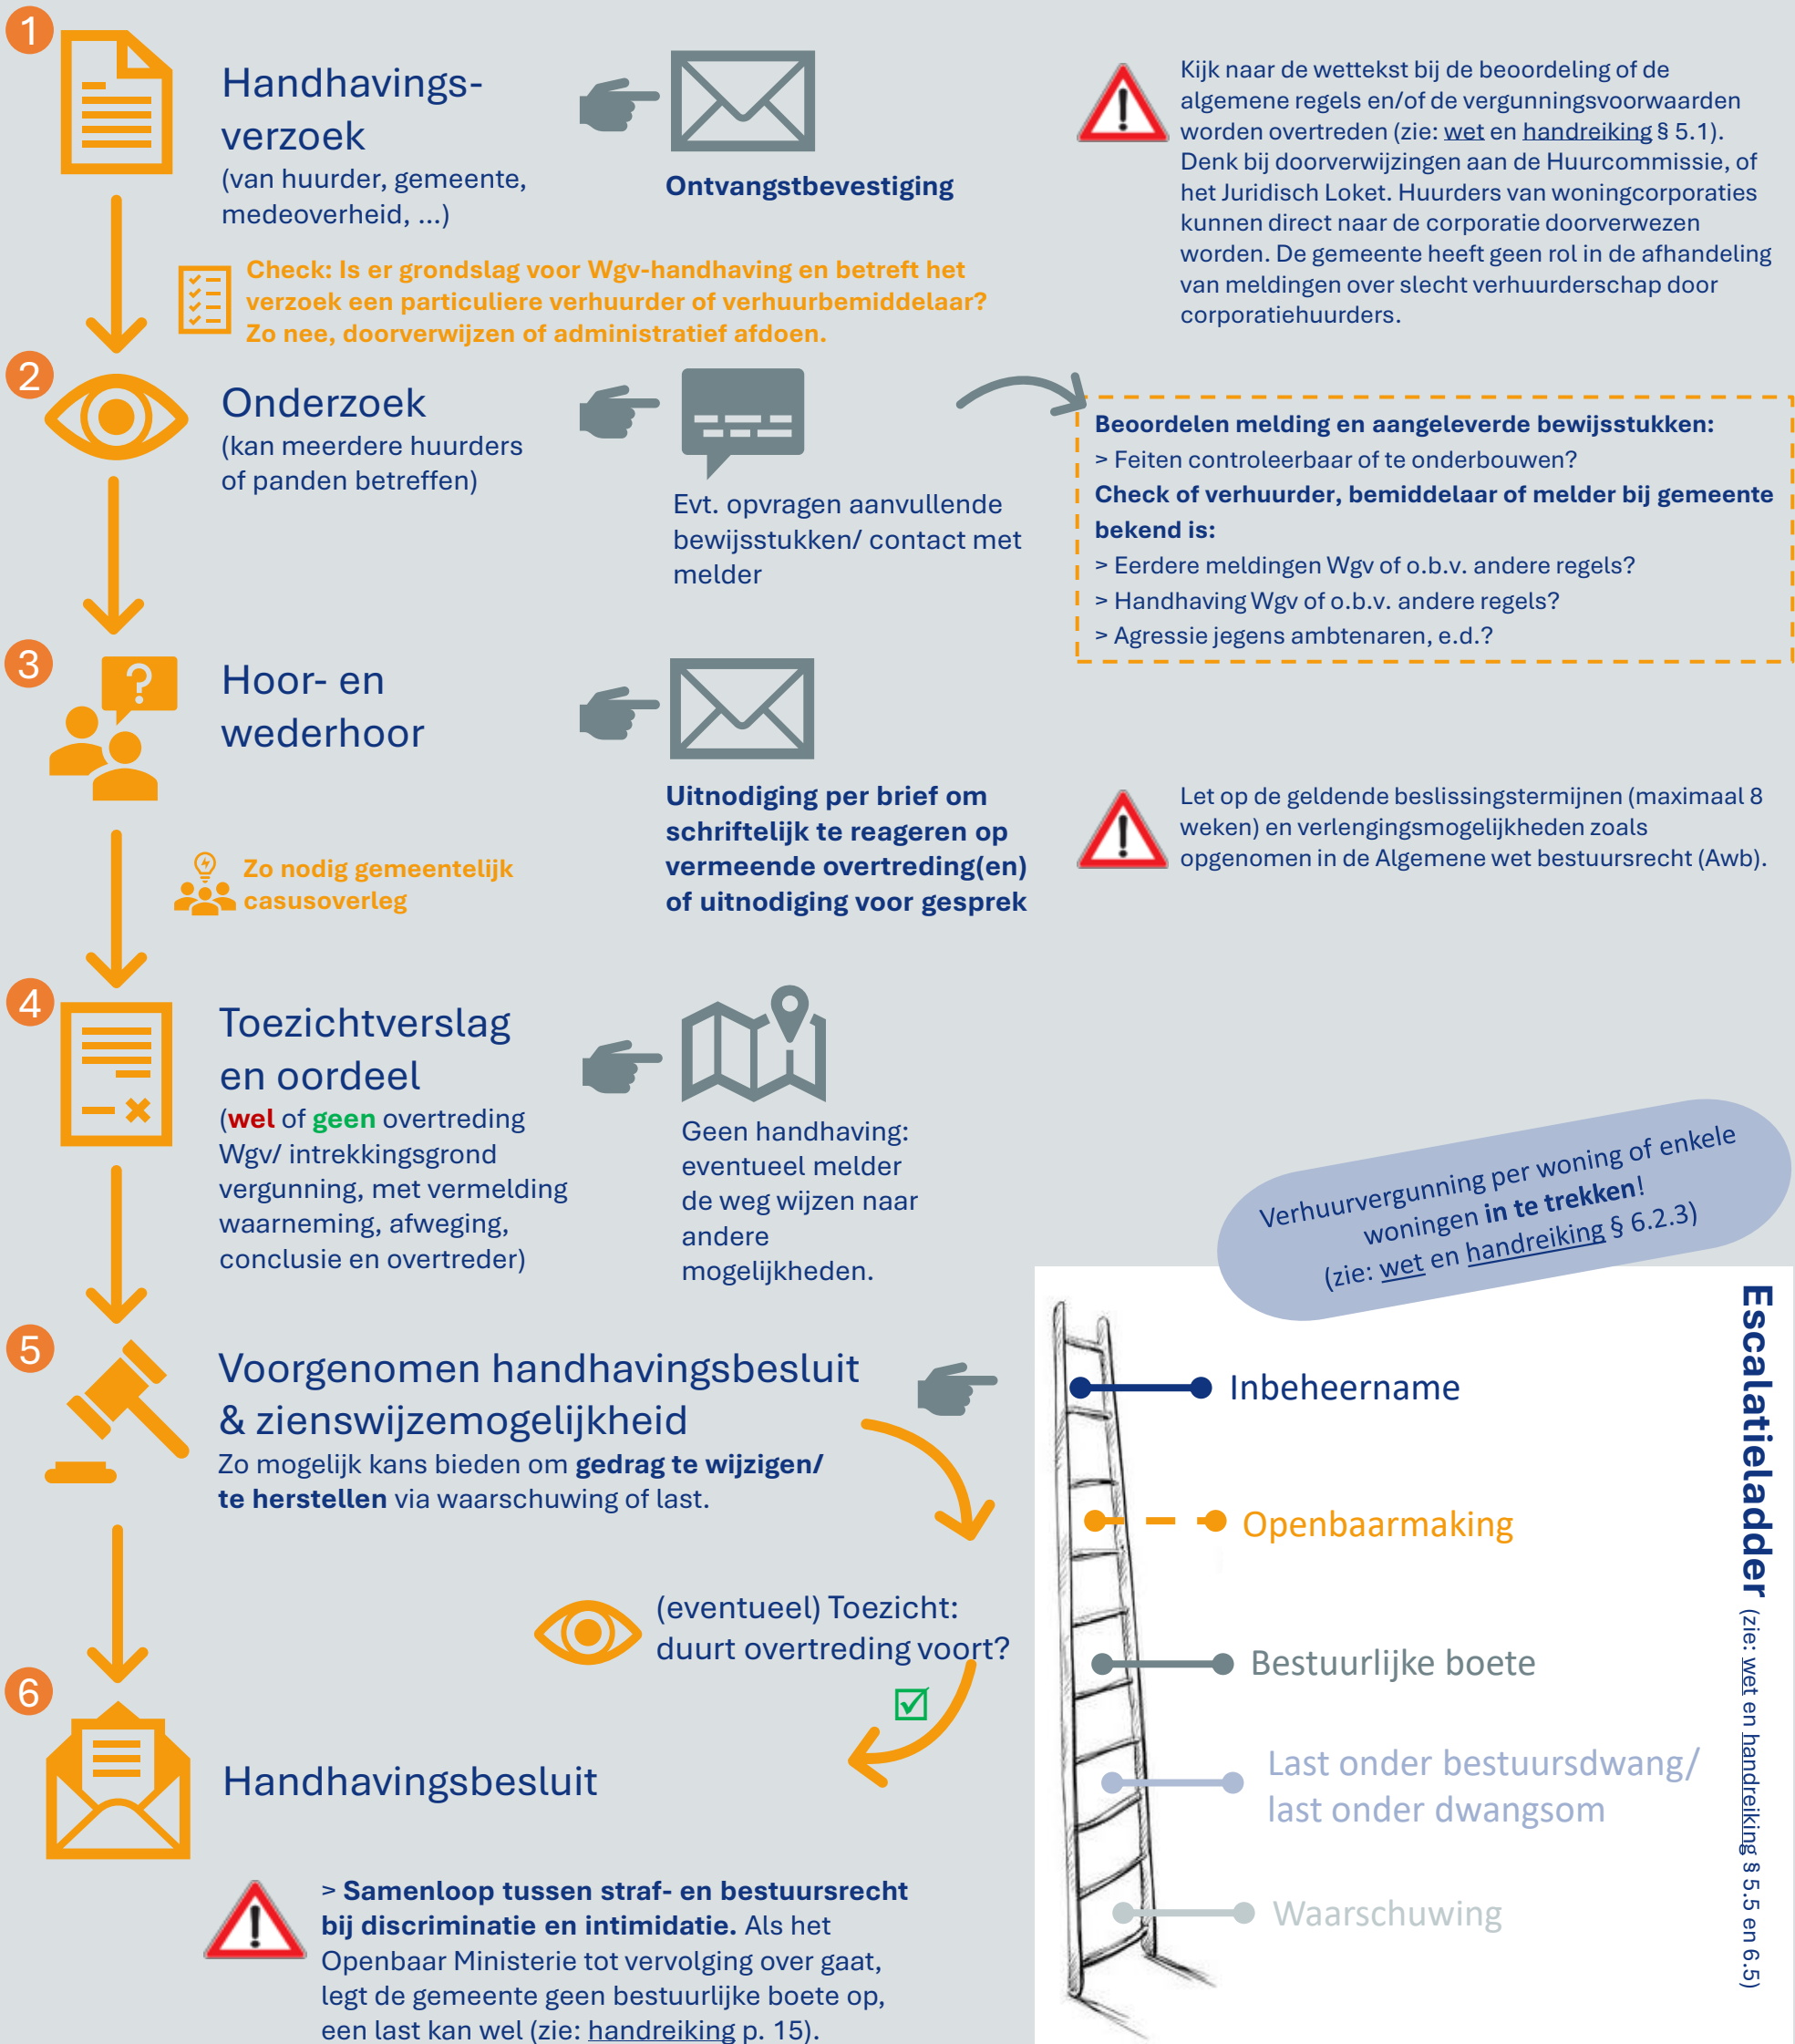 1
Handhavings-
verzoek
(van huurder, gemeente,
medeoverheid, ...)
Ontvangstbevestiging
Kijk naar de wettekst bij de beoordeling of de
algemene regels en/of de vergunningsvoorwaarden
worden overtreden (zie: wet en handreiking § 5.1).
Denk bij doorverwijzingen aan de Huurcommissie, of
het Juridisch Loket. Huurders van woningcorporaties
kunnen direct naar de corporatie doorverwezen
worden. De gemeente heeft geen rol in de afhandeling
van meldingen over slecht verhuurderschap door
corporatiehuurders.
Check: Is er grondslag voor Wgv-handhaving en betreft het
verzoek een particuliere verhuurder of verhuurbemiddelaar?
Zo nee, doorverwijzen of administratief afdoen.
2
Onderzoek
(kan meerdere huurders
of panden betreffen)
Evt. opvragen aanvullende
bewijsstukken/ contact met
melder
Beoordelen melding en aangeleverde bewijsstukken:
> Feiten controleerbaar of te onderbouwen?
Check of verhuurder, bemiddelaar of melder bij gemeente
bekend is:
> Eerdere meldingen Wgv of o.b.v. andere regels?
> Handhaving Wgv of o.b.v. andere regels?
> Agressie jegens ambtenaren, e.d.?
3
?
Hoor- en
wederhoor
Uitnodiging per brief om
schriftelijk te reageren op
vermeende overtreding(en)
of uitnodiging voor gesprek
Let op de geldende beslissingstermijnen (maximaal 8
weken) en verlengingsmogelijkheden zoals
opgenomen in de Algemene wet bestuursrecht (Awb).
Zo nodig gemeentelijk
casusoverleg
4
Toezichtverslag
en oordeel
(wel of geen overtreding
Wgv/ intrekkingsgrond
vergunning, met vermelding
waarneming, afweging,
conclusie en overtreder)
Geen handhaving:
eventueel melder
de weg wijzen naar
andere
mogelijkheden.
Verhuurvergunning per woning of enkele
woningen in te trekken!
(zie: wet en handreiking § 6.2.3)
5
Voorgenomen handhavingsbesluit
& zienswijzemogelijkheid
Zo mogelijk kans bieden om gedrag te wijzigen/
te herstellen via waarschuwing of last.
(eventueel) Toezicht:
duurt overtreding voort?
6
Handhavingsbesluit
> Samenloop tussen straf- en bestuursrecht
bij discriminatie en intimidatie. Als het
Openbaar Ministerie tot vervolging over gaat,
legt de gemeente geen bestuurlijke boete op,
een last kan wel (zie: handreiking p. 15).
Escalatieladder (zie: wet en handreiking § 5.5 en 6.5)
Inbeheername
Openbaarmaking
Bestuurlijke boete
Last onder bestuursdwang/
last onder dwangsom
Waarschuwing